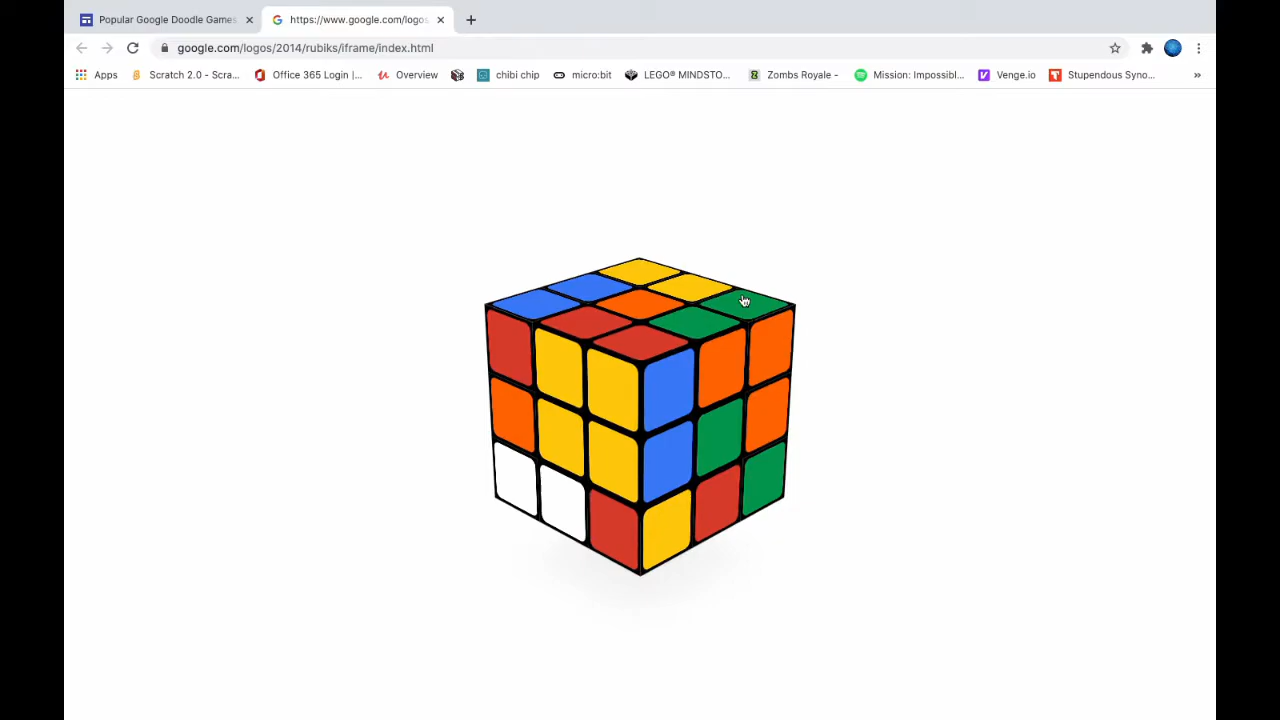 Popular Google Doodle Games
https://www.google.com/logos
google.com/logos/2014/rubiks/iframe/index.html
Apps Scratch 2.0 - Scra... Office 365 Login |... Overview chibi chip micro:bit LEGO® MINDSTO... Zombs Royale - Mission: Impossibl... Venge.io Stupendous Syno... »